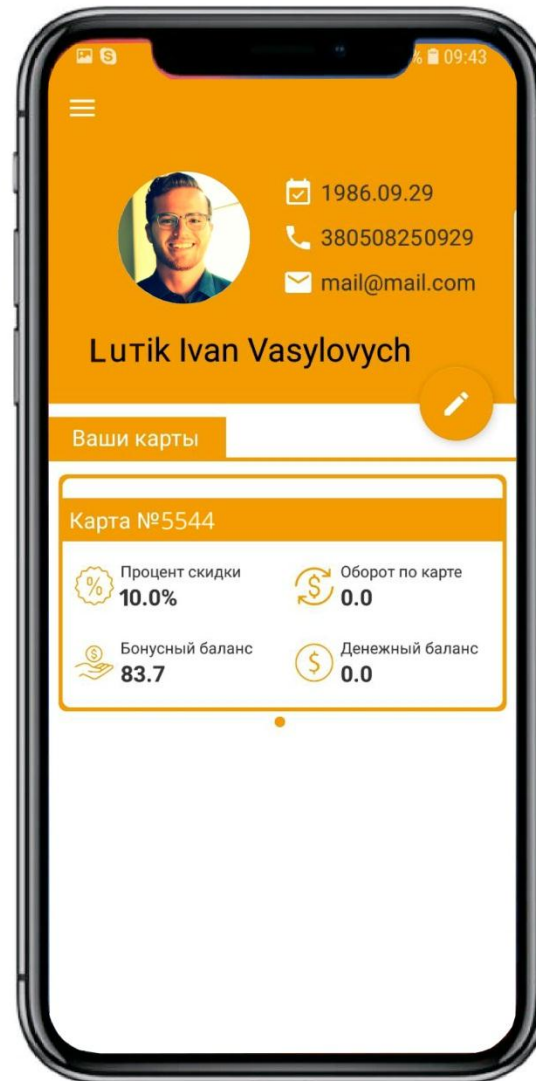 % 09:43
1986.09.29
380508250929
mail@mail.com
Luтik Ivan Vasylovych
Ваши карты
Карта №5544
Процент скидки
10.0%
Оборот по карте
0.0
Бонусный баланс
83.7
Денежный баланс
0.0